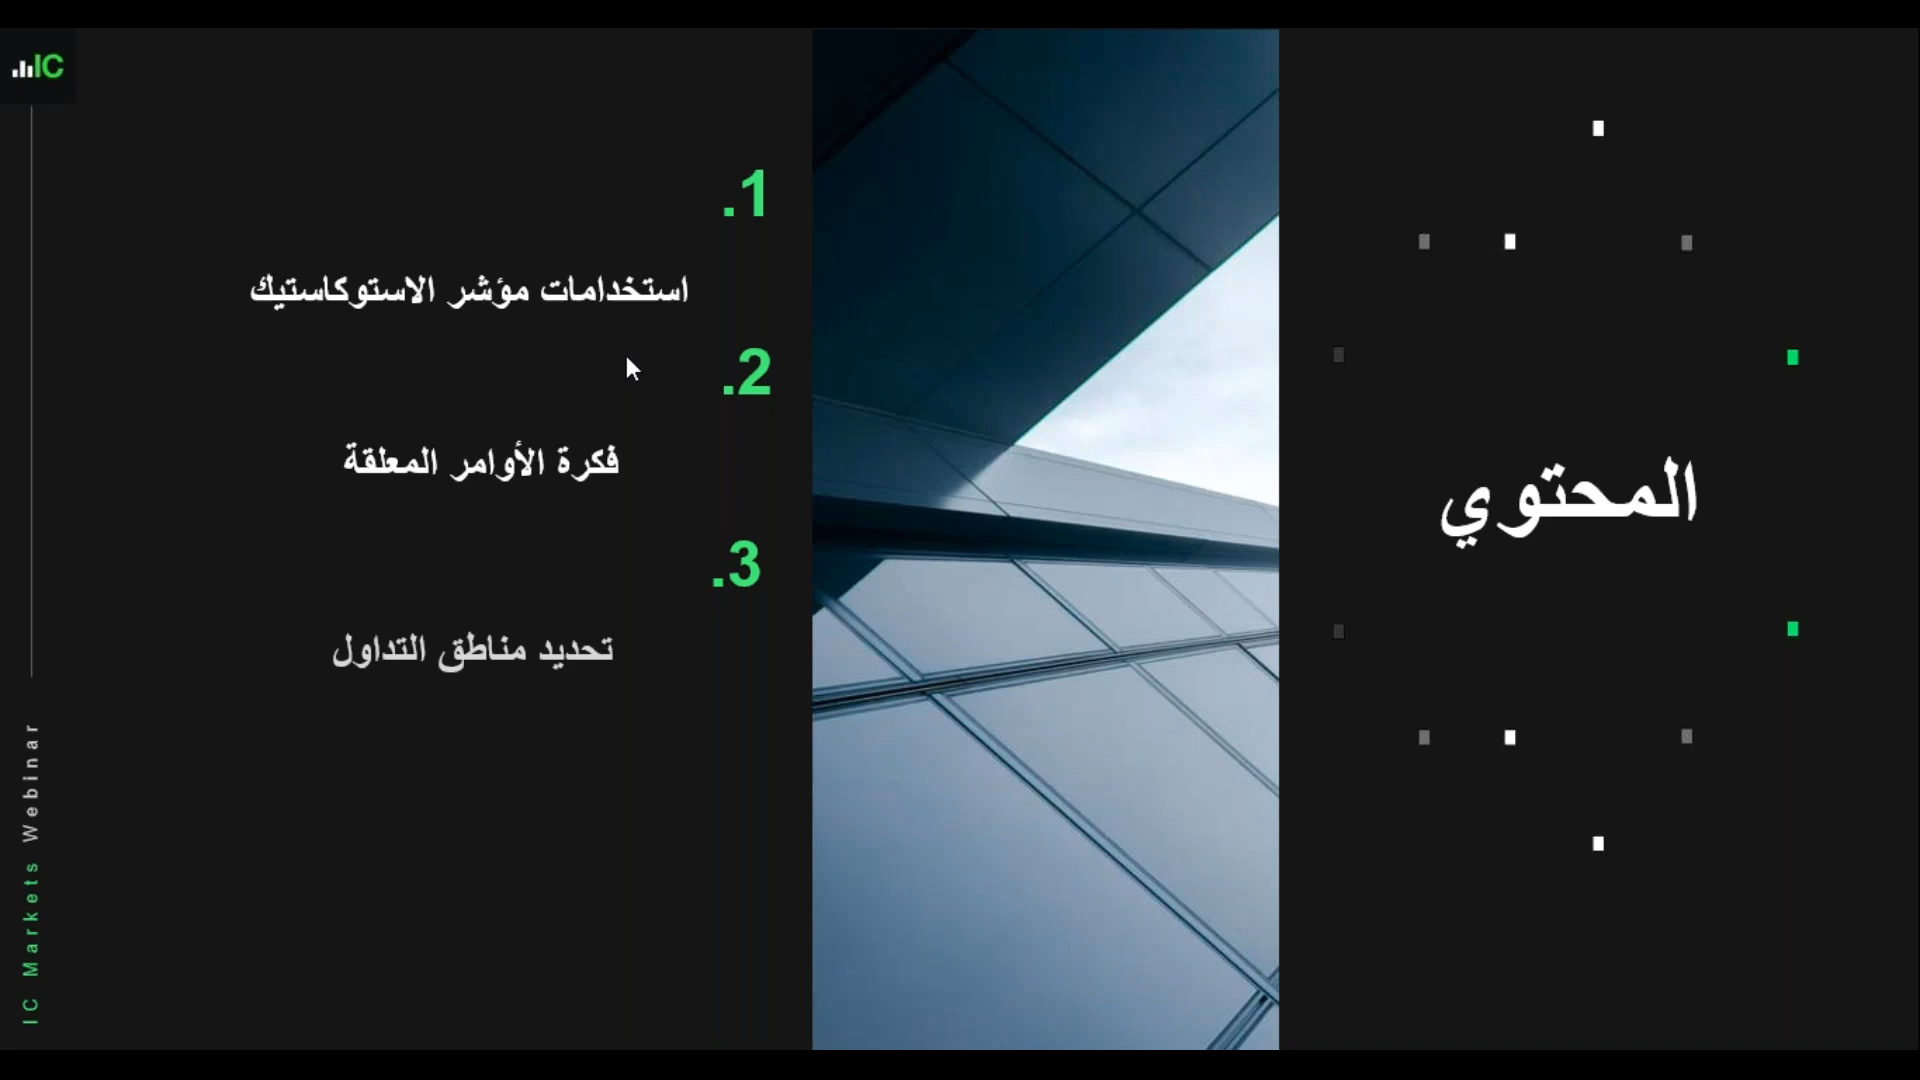 المحتوي
.1
استخدامات مؤشر الاستوكاستيك
.2
فكرة الأوامر المعلقة
.3
تحديد مناطق التداول
IC
IC Markets Webinar